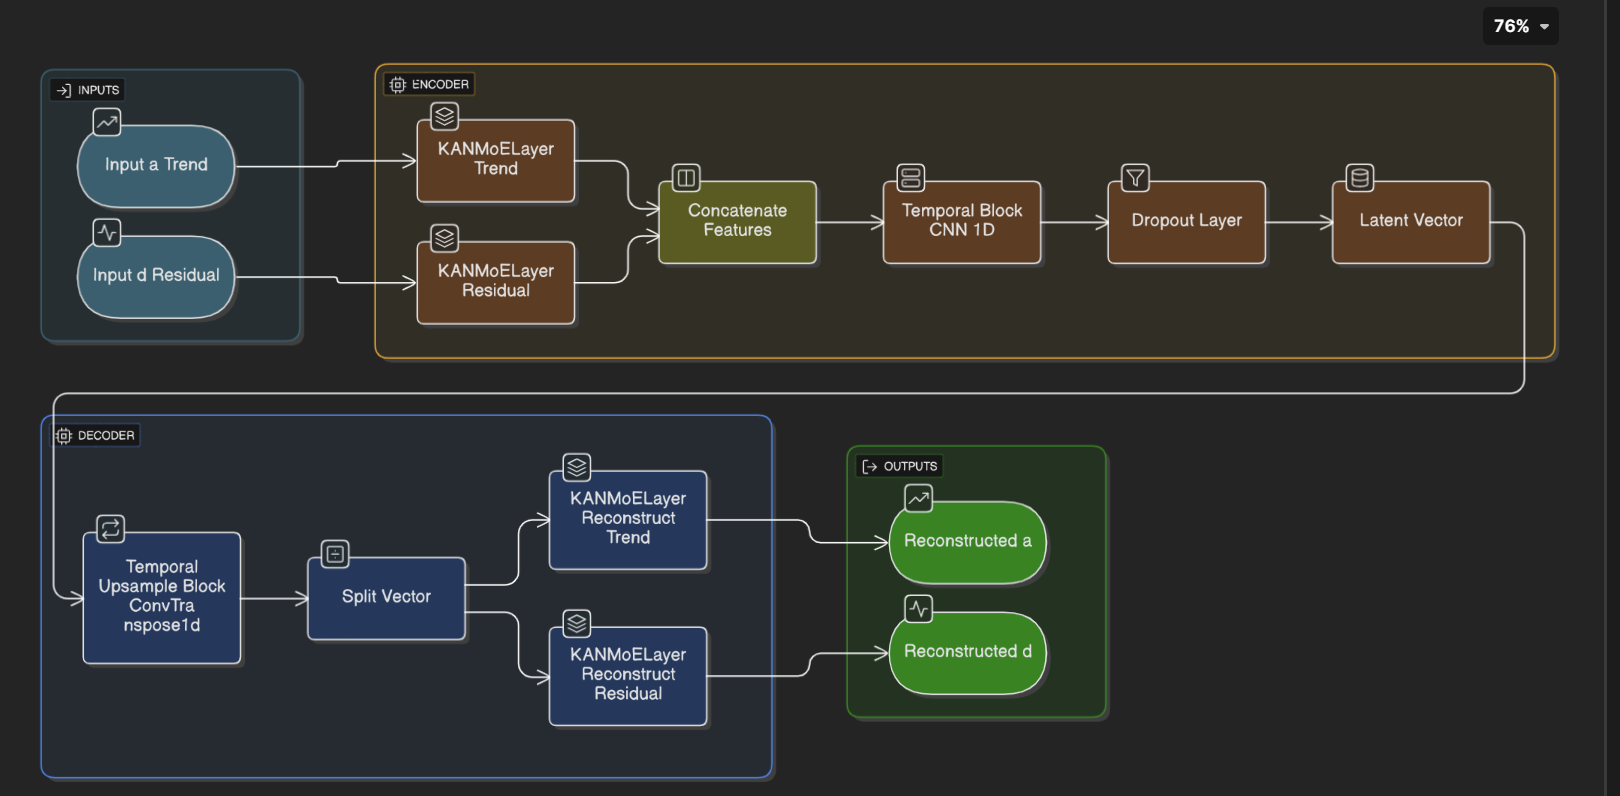 76%
INPUTS
Input a Trend
Input d Residual
ENCODER
KANMoELayer
Trend
KANMoELayer
Residual
Concatenate
Features
Temporal Block
CNN 1D
Dropout Layer
Latent Vector
DECODER
Temporal
Upsample Block
ConvTra
nspose1d
Split Vector
KANMoELayer
Reconstruct
Trend
KANMoELayer
Reconstruct
Residual
OUTPUTS
Reconstructed a
Reconstructed d